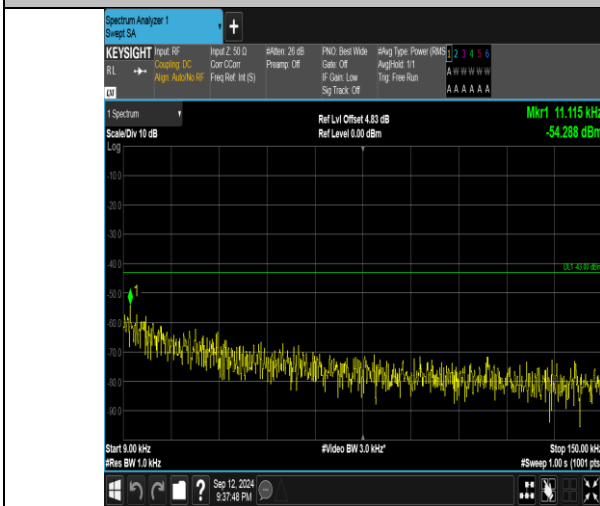 Spectrum Analyzer 1
Swept SA
+
KEYSIGHT
RL
Input: RF
Coupling: DC
Align: Auto/No RF
Input Z: 50 Ω
Corr CCorr
Freq Ref: Int (S)
#Atten: 26 dB
Preamp: Off
PNO: Best Wide
Gate: Off
IF Gain: Low
Sig Track: Off
#Avg Type: Power (RMS
Avg|Hold: 1/1
Trig: Free Run
1 2 3 4 5 6
A W W W W W
A A A A A A
1 Spectrum
Scale/Div 10 dB
Ref Lvl Offset 4.83 dB
Ref Level 0.00 dBm
Mkr1 11.115 kHz
-54.288 dBm
Log
-10.0
-20.0
-30.0
-40.0
DL1 -43.00 dBm
-50.0
1
-60.0
-70.0
-80.0
-90.0
Start 9.00 kHz
#Video BW 3.0 kHz*
Stop 150.00 kHz
#Res BW 1.0 kHz
#Sweep 1.00 s (1001 pts
?
Sep 12, 2024
9:37:48 PM